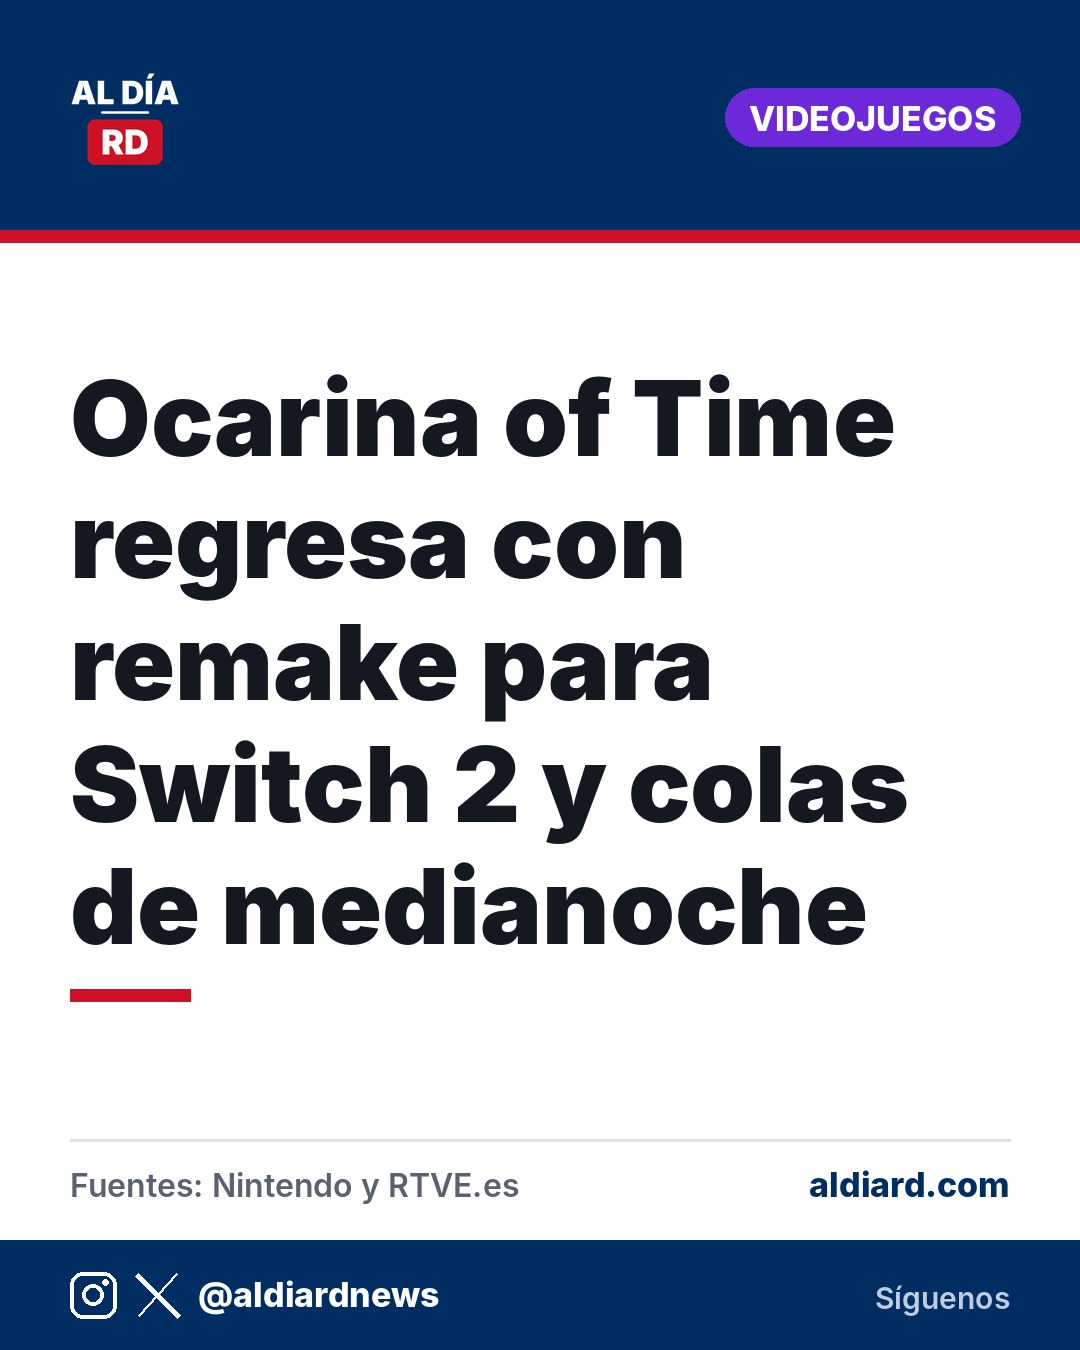 AL DÍA
RD
VIDEOJUEGOS
Ocarina of Time
regresa con
remake para
Switch 2 y colas
de medianoche
Fuentes: Nintendo y RTVE.es
aldiard.com
@aldiardnews
Síguenos